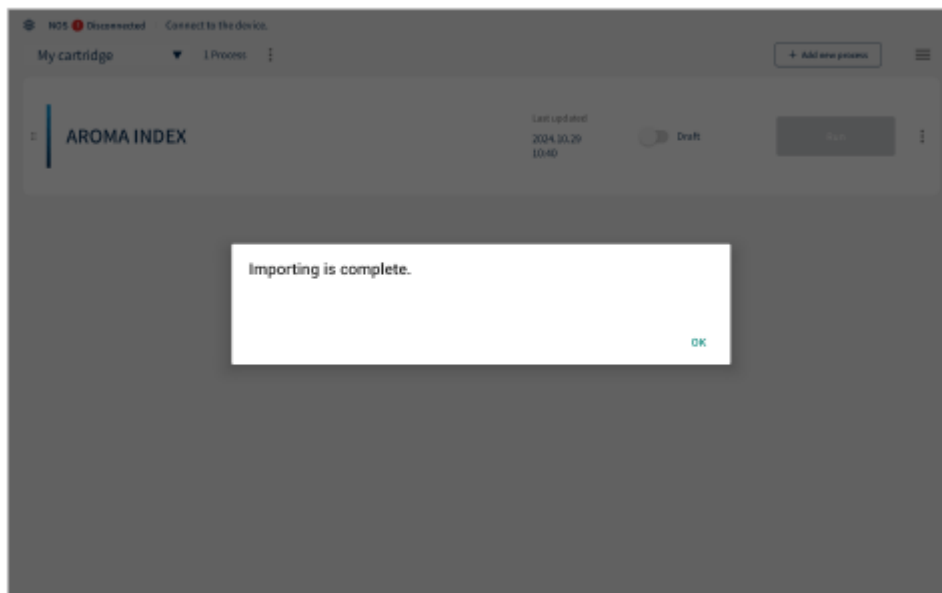 NOS ! Disconnected Connect to the device.
My cartridge ▼ 1 Process
+ Add new process
AROMA INDEX
Last updated
2024.10.29
10:40
Draft
Run
Importing is complete.
OK